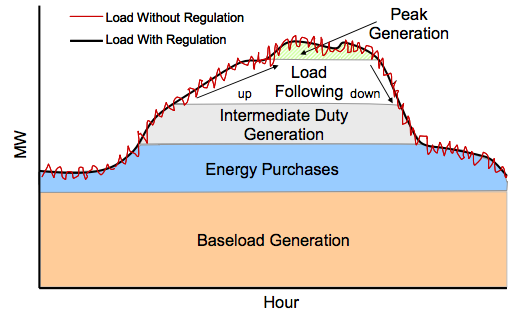 Load Without Regulation
Load With Regulation
Peak
Generation
Load
Following
up
down
Intermediate Duty
Generation
Energy Purchases
Baseload Generation
MW
Hour